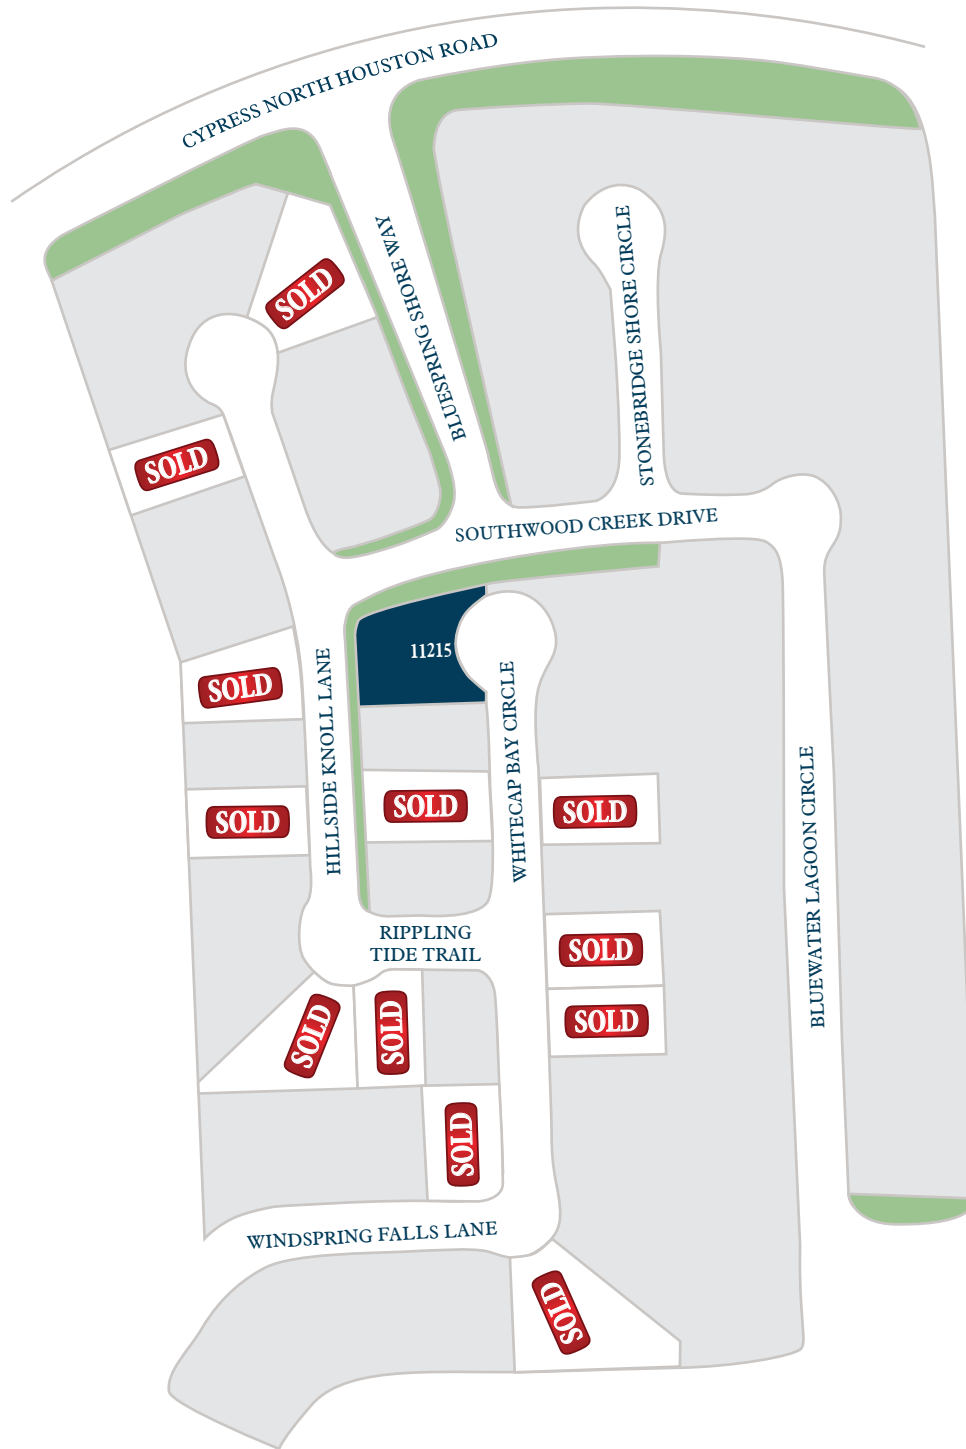 CYPRESS NORTH HOUSTON ROAD
BLUESPRING SHORE WAY
STONEBRIDGE SHORE CIRCLE
SOLD
SOLD
SOUTHWOOD CREEK DRIVE
11215
SOLD
HILLSIDE KNOLL LANE
WHITECAP BAY CIRCLE
BLUEWATER LAGOON CIRCLE
SOLD
SOLD
SOLD
RIPPLING
TIDE TRAIL
SOLD
SOLD
SOLD
SOLD
SOLD
WINDSPRING FALLS LANE
SOLD